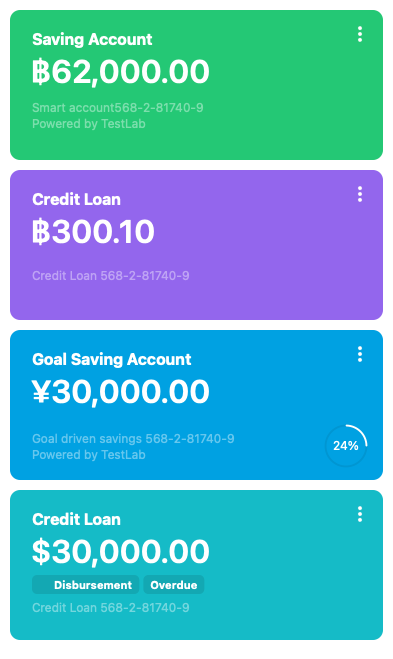 Saving Account
฿62,000.00
Smart account568-2-81740-9
Powered by TestLab
Credit Loan
฿300.10
Credit Loan 568-2-81740-9
Goal Saving Account
¥30,000.00
Goal driven savings 568-2-81740-9
Powered by TestLab
24%
Credit Loan
$30,000.00
Disbursement Overdue
Credit Loan 568-2-81740-9